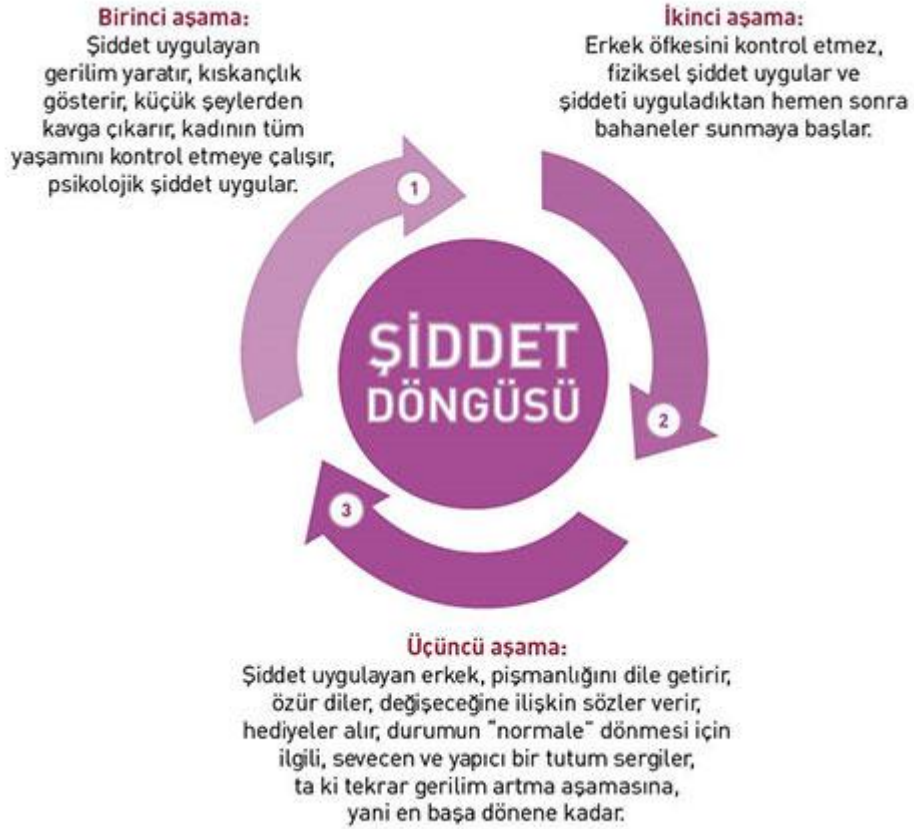 Birinci aşama:
Şiddet uygulayan
gerilim yaratır, kıskançlık
gösterir, küçük şeylerden
kavga çıkarır, kadının tüm
yaşamını kontrol etmeye çalışır,
psikolojik şiddet uygular.
İkinci aşama:
Erkek öfkesini kontrol etmez,
fiziksel şiddet uygular ve
şiddeti uyguladıktan hemen sonra
bahaneler sunmaya başlar.
1
2
ŞİDDET
DÖNGÜSÜ
3
Üçüncü aşama:
Şiddet uygulayan erkek, pişmanlığını dile getirir,
özür diler, değişeceğine ilişkin sözler verir,
hediyeler alır, durumun "normale" dönmesi için
ilgili, sevecen ve yapıcı bir tutum sergiler,
ta ki tekrar gerilim artma aşamasına,
yani en başa dönene kadar.